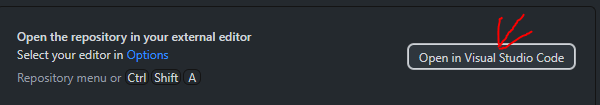 Open the repository in your external editor
Select your editor in Options
Open in Visual Studio Code
Repository menu or Ctrl Shift A